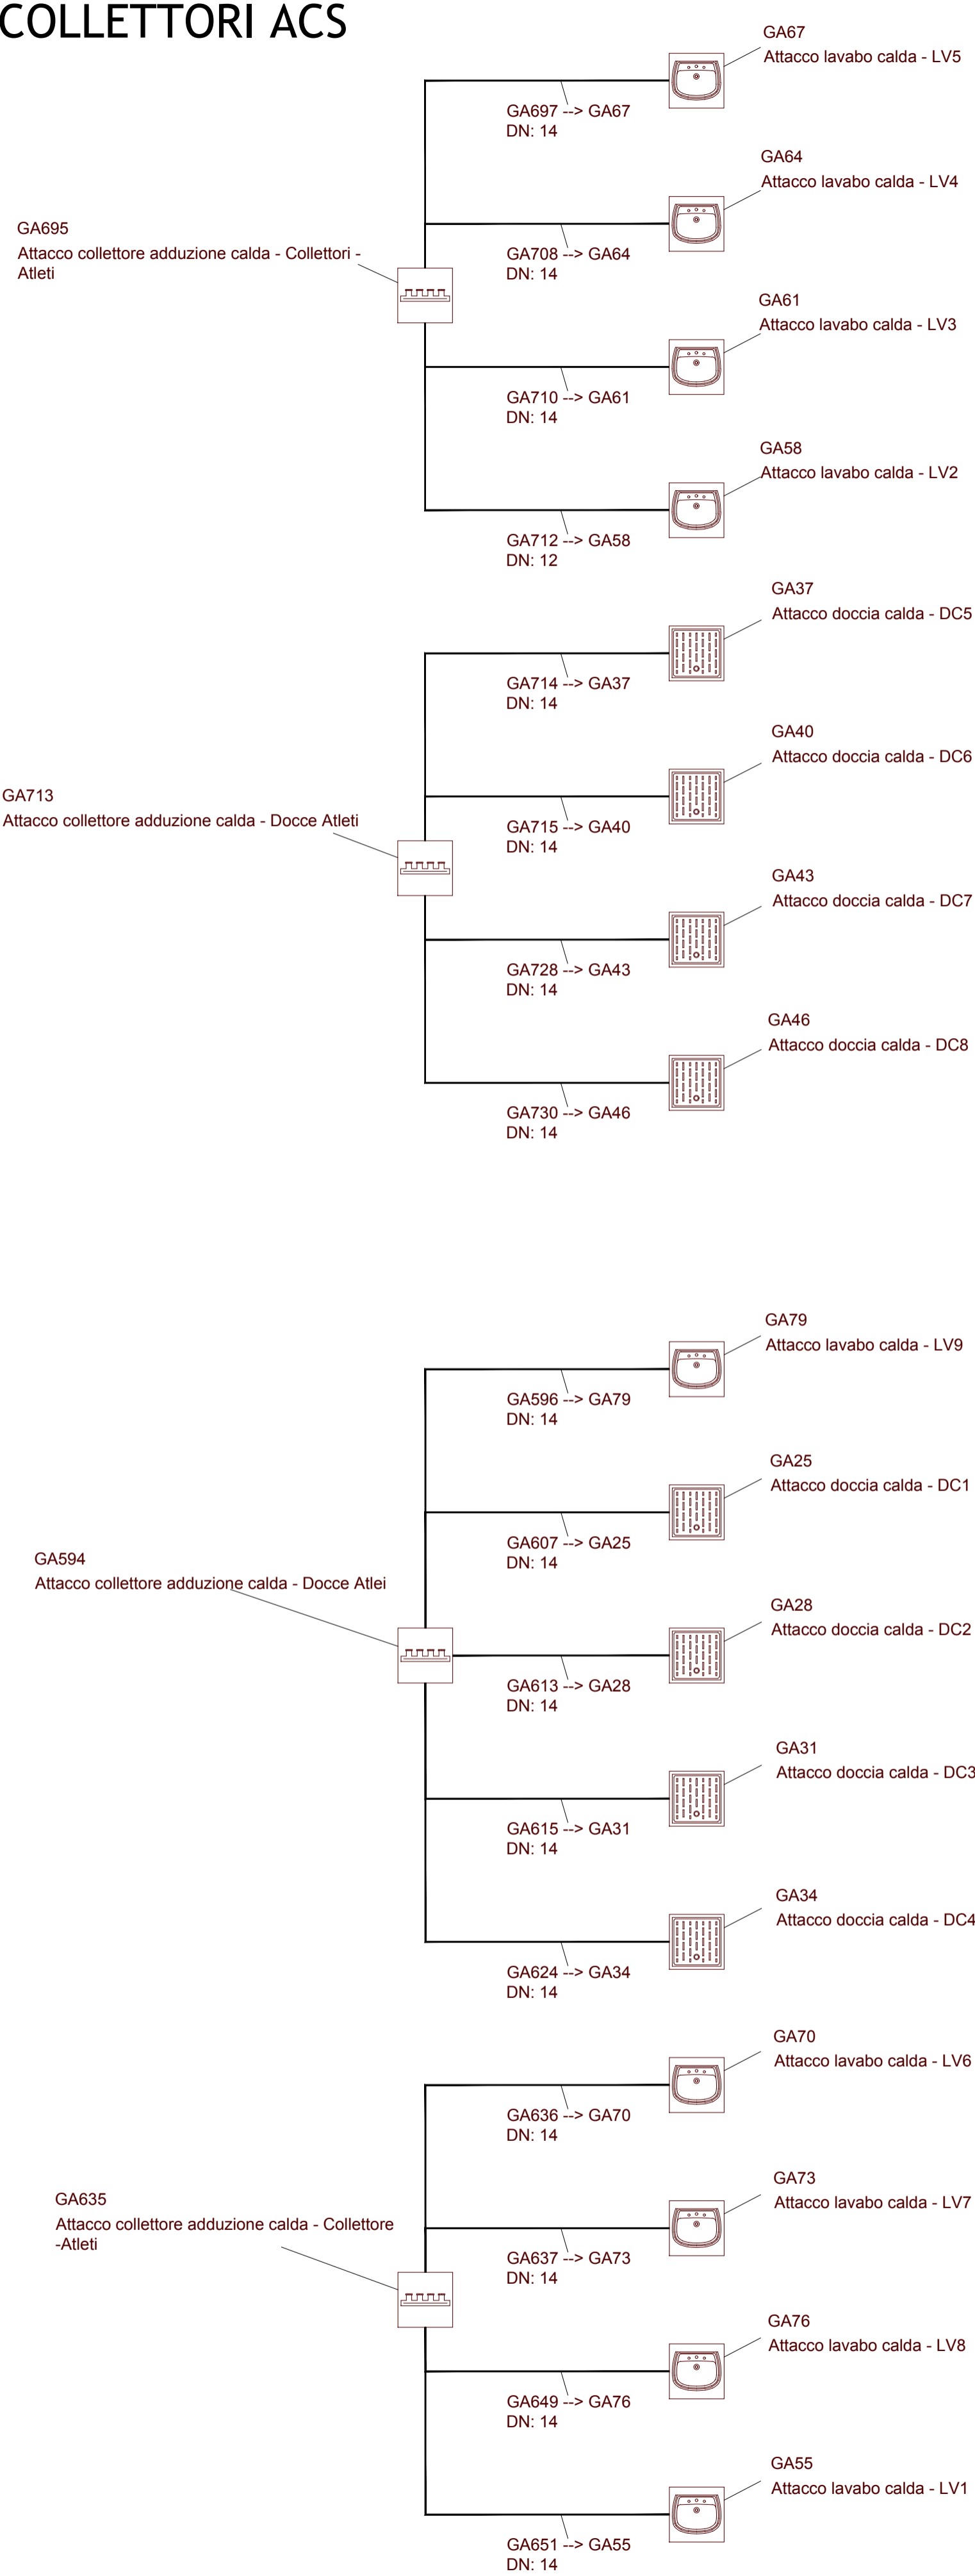 COLLETTORI ACS
GA67
Attacco lavabo calda - LV5
GA697 --> GA67
DN: 14
GA64
Attacco lavabo calda - LV4
GA695
Attacco collettore adduzione calda - Collettori -
Atleti
GA708 --> GA64
DN: 14
GA61
Attacco lavabo calda - LV3
GA710 --> GA61
DN: 14
GA58
Attacco lavabo calda - LV2
GA712 --> GA58
DN: 12
GA37
Attacco doccia calda - DC5
GA714 --> GA37
DN: 14
GA40
Attacco doccia calda - DC6
GA713
Attacco collettore adduzione calda - Docce Atleti
GA715 --> GA40
DN: 14
GA43
Attacco doccia calda - DC7
GA728 --> GA43
DN: 14
GA46
Attacco doccia calda - DC8
GA730 --> GA46
DN: 14
GA79
Attacco lavabo calda - LV9
GA596 --> GA79
DN: 14
GA25
Attacco doccia calda - DC1
GA607 --> GA25
DN: 14
GA594
Attacco collettore adduzione calda - Docce Atlei
GA28
Attacco doccia calda - DC2
GA613 --> GA28
DN: 14
GA31
Attacco doccia calda - DC3
GA615 --> GA31
DN: 14
GA34
Attacco doccia calda - DC4
GA624 --> GA34
DN: 14
GA70
Attacco lavabo calda - LV6
GA636 --> GA70
DN: 14
GA73
Attacco lavabo calda - LV7
GA635
Attacco collettore adduzione calda - Collettore
-Atleti
GA637 --> GA73
DN: 14
GA76
Attacco lavabo calda - LV8
GA649 --> GA76
DN: 14
GA55
Attacco lavabo calda - LV1
GA651 --> GA55
DN: 14